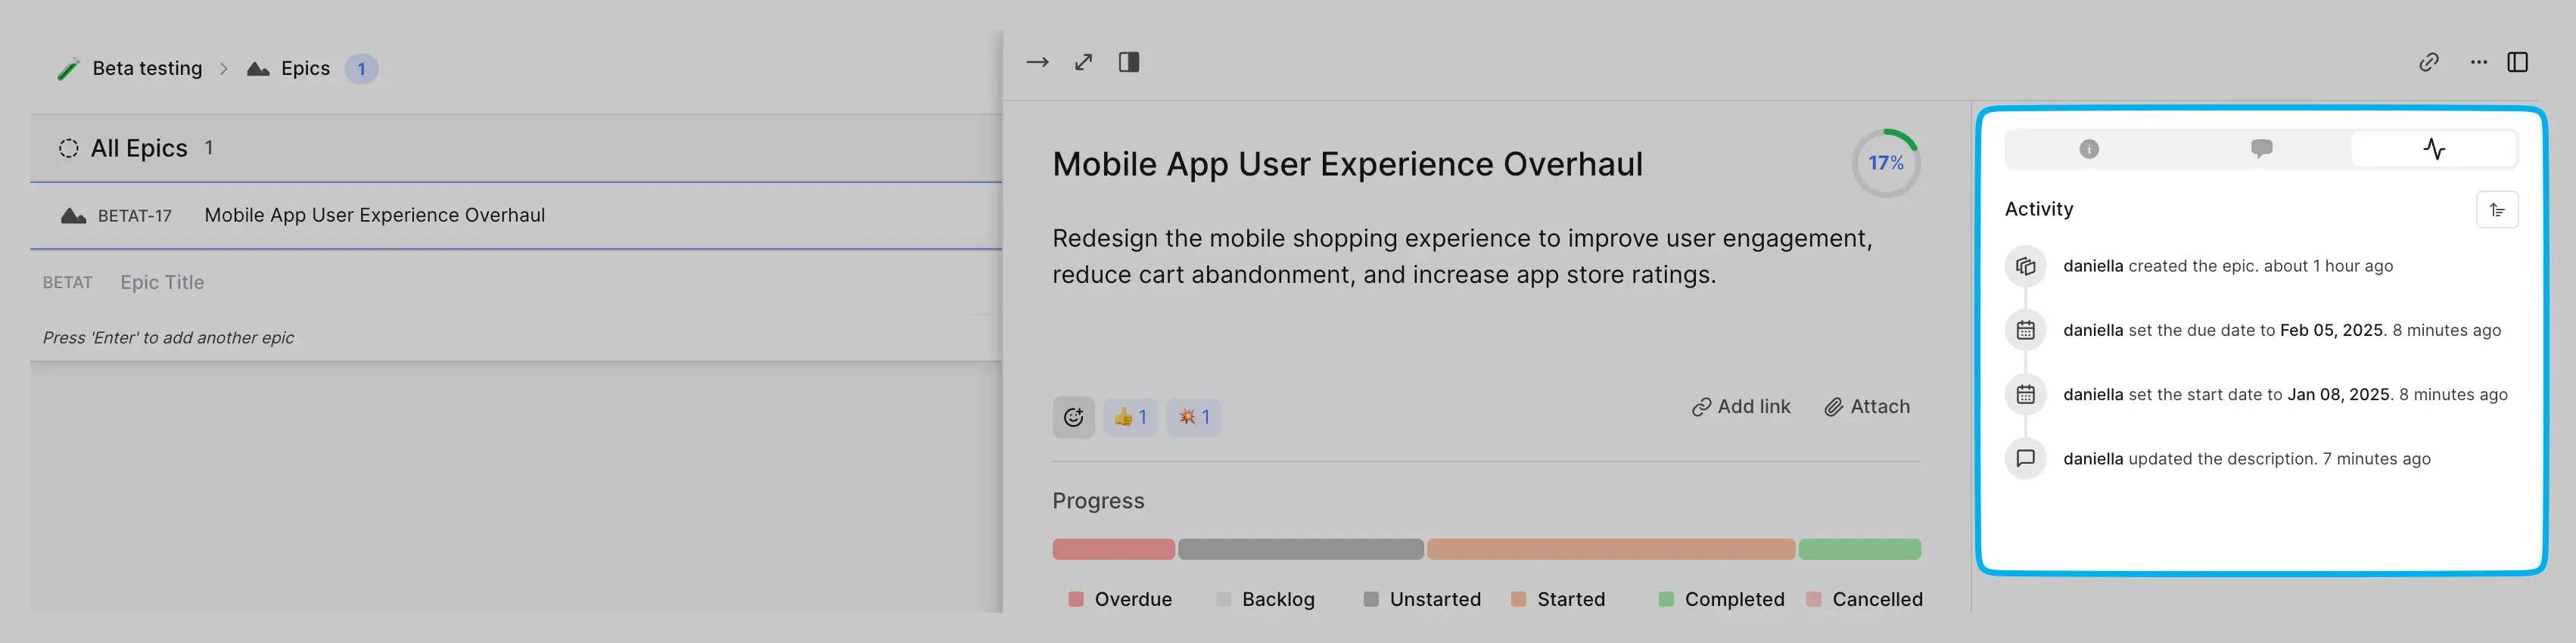 Beta testing > Epics 1
All Epics 1
BETAT-17 Mobile App User Experience Overhaul
BETAT Epic Title
Press 'Enter' to add another epic
Mobile App User Experience Overhaul
17%
Redesign the mobile shopping experience to improve user engagement,
reduce cart abandonment, and increase app store ratings.
👍 1 💥 1
Add link Attach
Progress
Overdue Backlog Unstarted Started Completed Cancelled
Activity
daniella created the epic. about 1 hour ago
daniella set the due date to Feb 05, 2025. 8 minutes ago
daniella set the start date to Jan 08, 2025. 8 minutes ago
daniella updated the description. 7 minutes ago